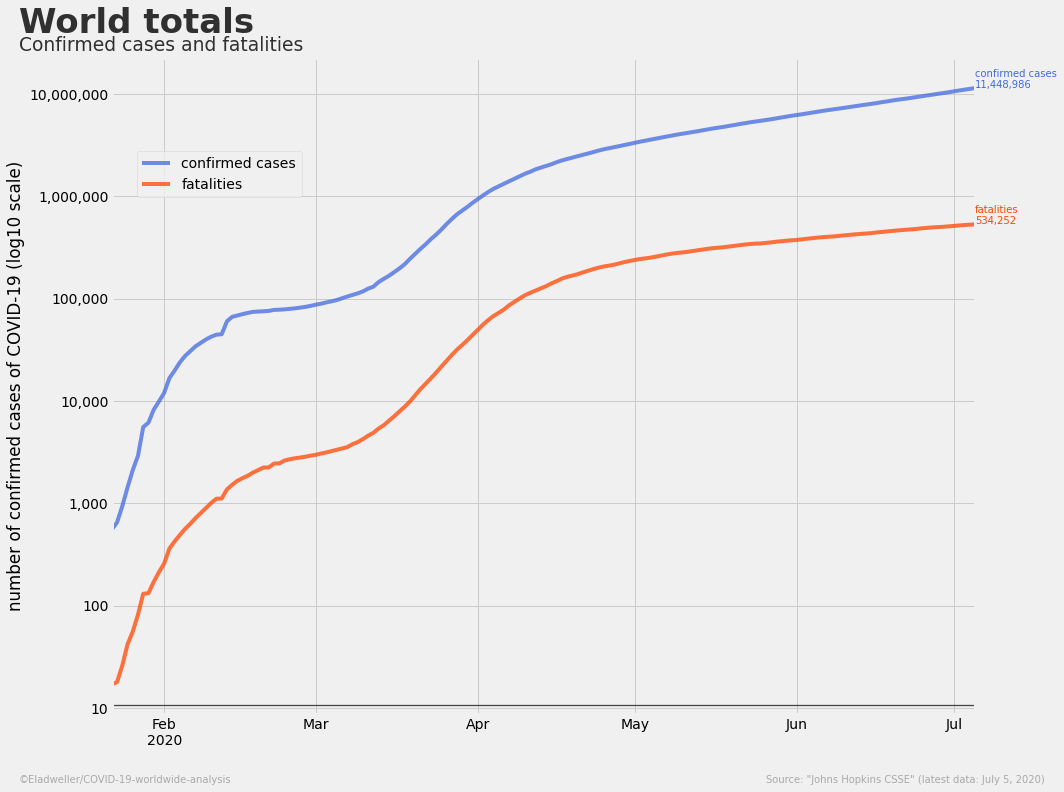 World totals
Confirmed cases and fatalities
confirmed cases
11,448,986
10,000,000
confirmed cases
fatalities
1,000,000
fatalities
534,252
100,000
number of confirmed cases of COVID-19 (log10 scale)
10,000
1,000
100
10
Feb Mar Apr May Jun Jul
2020
©Eladweller/COVID-19-worldwide-analysis Source: "Johns Hopkins CSSE" (latest data: July 5, 2020)